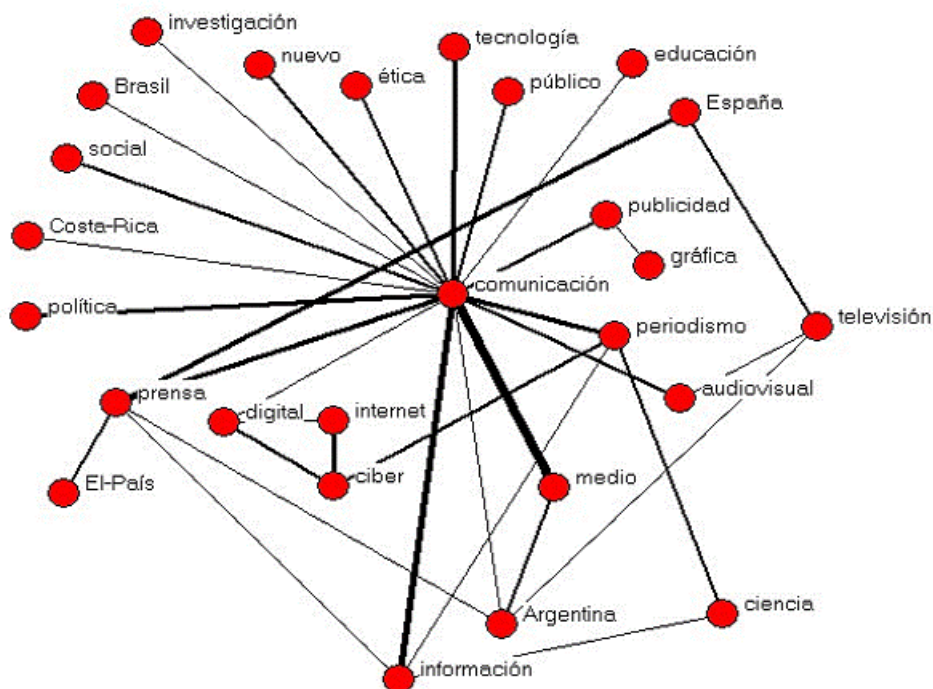 investigación
tecnología
nuevo
educación
ética
público
Brasil
España
social
publicidad
Costa-Rica
gráfica
comunicación
política
televisión
periodismo
prensa
audiovisual
digital
internet
El-País
ciber
medio
Argentina
ciencia
información